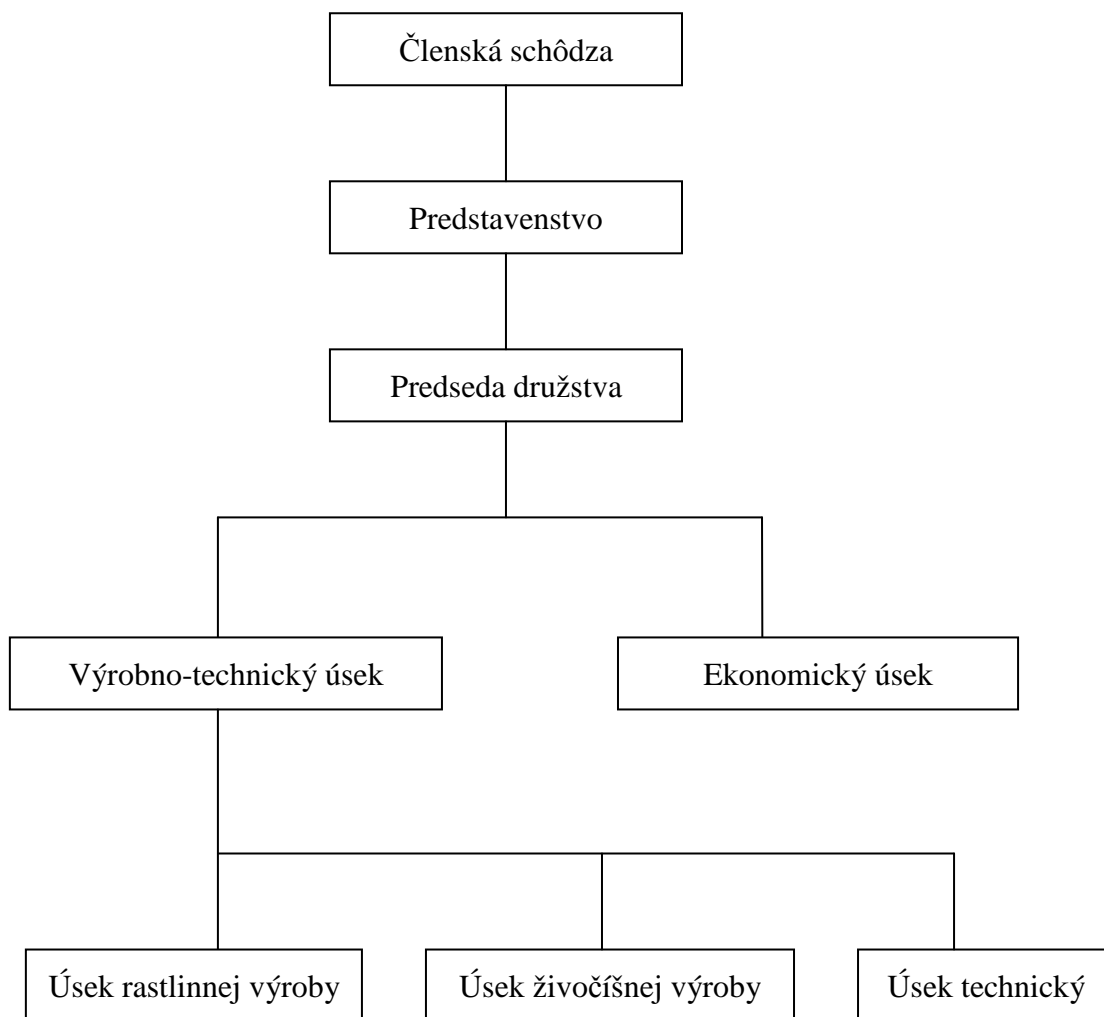 Členská schôdza
Predstavenstvo
Predseda družstva
Výrobno-technický úsek
Ekonomický úsek
Úsek rastlinnej výroby
Úsek živočíšnej výroby
Úsek technický